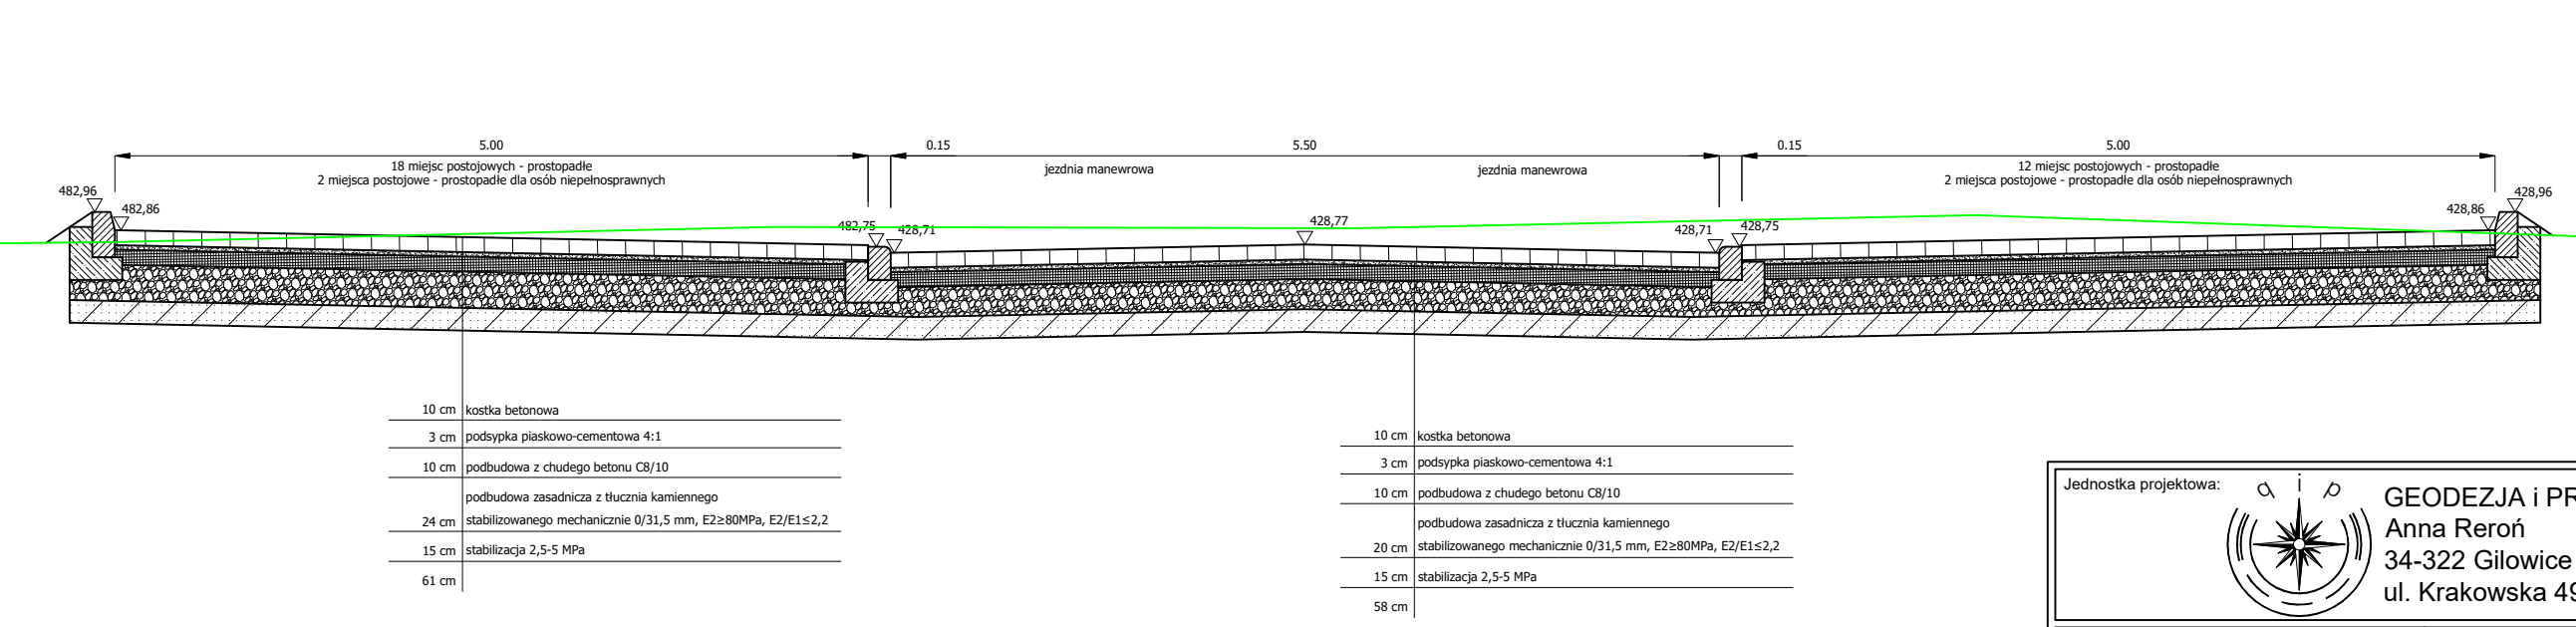 5.00
0.15
5.50
0.15
5.00
18 miejsc postojowych - prostopadłe
2 miejsca postojowe - prostopadłe dla osób niepełnosprawnych
jezdnia manewrowa
jezdnia manewrowa
12 miejsc postojowych - prostopadłe
2 miejsca postojowe - prostopadłe dla osób niepełnosprawnych
482,96
482,86
482,75
428,71
428,77
428,71
428,75
428,86
428,96
10 cm kostka betonowa
3 cm podsypka piaskowo-cementowa 4:1
10 cm podbudowa z chudego betonu C8/10
podbudowa zasadnicza z tłucznia kamiennego
24 cm stabilizowanego mechanicznie 0/31,5 mm, E2≥80MPa, E2/E1≤2,2
15 cm stabilizacja 2,5-5 MPa
61 cm
10 cm kostka betonowa
3 cm podsypka piaskowo-cementowa 4:1
10 cm podbudowa z chudego betonu C8/10
podbudowa zasadnicza z tłucznia kamiennego
20 cm stabilizowanego mechanicznie 0/31,5 mm, E2≥80MPa, E2/E1≤2,2
15 cm stabilizacja 2,5-5 MPa
58 cm
Jednostka projektowa:
g i p
GEODEZJA i PR
Anna Reroń
34-322 Gilowice
ul. Krakowska 49